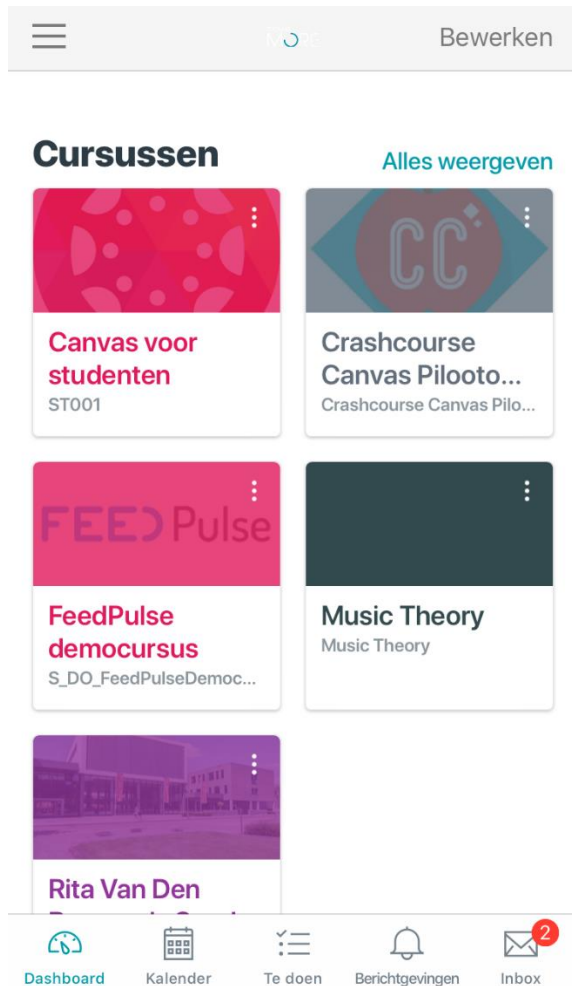 Bewerken
Cursussen
Alles weergeven
CC
Canvas voor
studenten
ST001
Crashcourse
Canvas Pilooto...
Crashcourse Canvas Pilo...
FEED Pulse
FeedPulse
democursus
S_DO_FeedPulseDemoc...
Music Theory
Music Theory
Rita Van Den
2
Dashboard
Kalender
Te doen
Berichtgevingen
Inbox